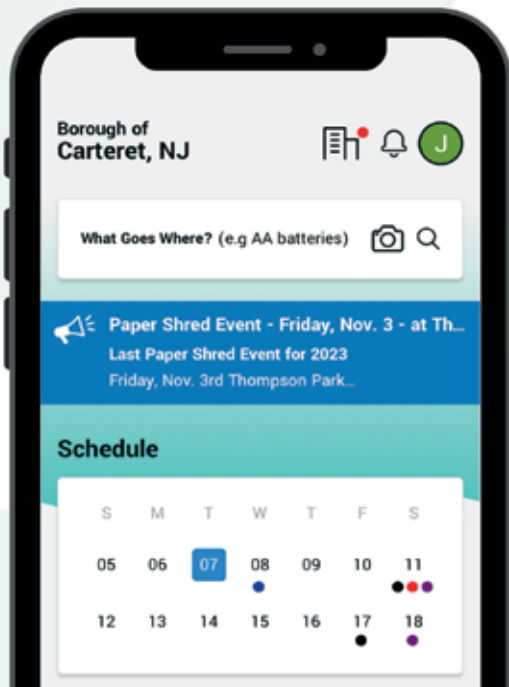 Borough of
Carteret, NJ
J
What Goes Where? (e.g AA batteries)
Paper Shred Event - Friday, Nov. 3 - at Th...
Last Paper Shred Event for 2023
Friday, Nov. 3rd Thompson Park...
Schedule
S M T W T F S
05 06 07 08 09 10 11
12 13 14 15 16 17 18